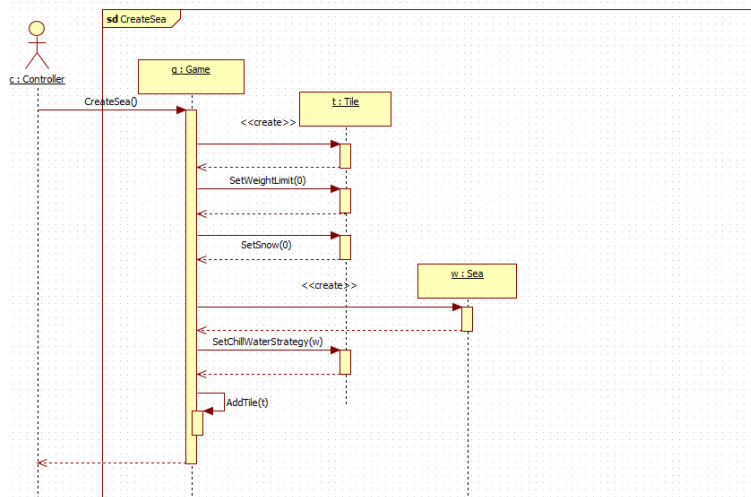 sd CreateSea
c : Controller
g : Game
CreateSea()
t : Tile
<<create>>
SetWeightLimit(0)
SetSnow(0)
w : Sea
<<create>>
SetChillWaterStrategy(w)
AddTile(t)